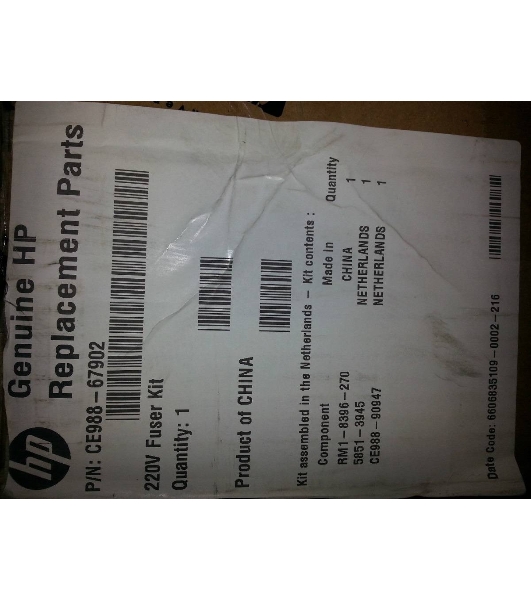 hp
Genuine HP
Replacement Parts
P/N: CE988-67902
220V Fuser Kit
Quantity: 1
Product of CHINA
Kit assembled in the Netherlands - Kit contents :
Component Made in Quantity
RM1-8396-270 CHINA 1
5851-3945 NETHERLANDS 1
CE988-90947 NETHERLANDS 1
Date Code: 6606835109-0002-216